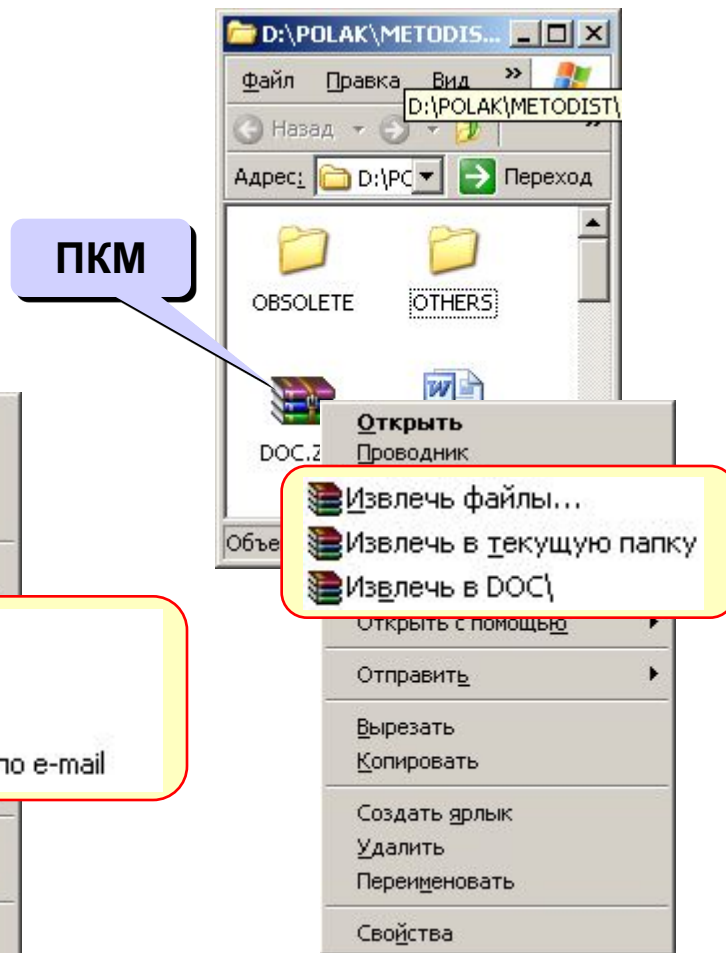 D:\POLAK\METODIS...
Файл Правка Вид »
D:\POLAK\METODIST\
Назад »
Адрес: D:\PC Переход
ПКМ
OBSOLETE OTHERS
DOC.Z
Объе
Открыть
Проводник
Извлечь файлы...
Извлечь в текущую папку
Извлечь в DOC\
Открыть с помощью
Отправить
Вырезать
Копировать
Создать ярлык
Удалить
Переименовать
Свойства
по e-mail